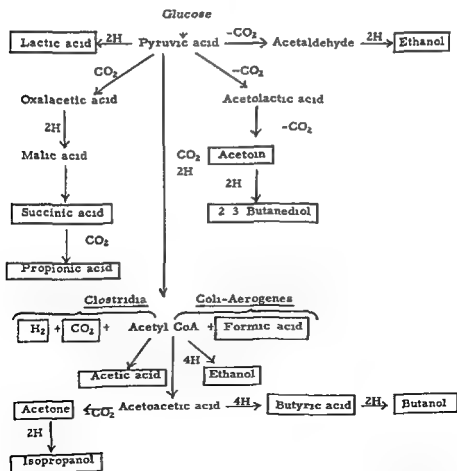 Glucose
Lactic acid 2H Pyruvic acid -CO₂ Acetaldehyde 2H Ethanol
CO₂ -CO₂
Oxalacetic acid Acetolactic acid
2H -CO₂
Malic acid CO₂ Acetoin
2H 2H
Succinic acid 2 3 Butanediol
CO₂
Propionic acid
Clostridia Coli-Aerogenes
H₂ + CO₂ + Acetyl CoA + Formic acid
4H
Acetic acid Ethanol
Acetone -CO₂ Acetoacetic acid 4H Butyric acid 2H Butanol
2H
Isopropanol